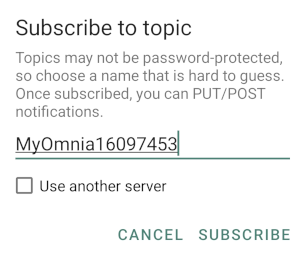 Subscribe to topic
Topics may not be password-protected,
so choose a name that is hard to guess.
Once subscribed, you can PUT/POST
notifications.
MyOmnia16097453
Use another server
CANCEL SUBSCRIBE